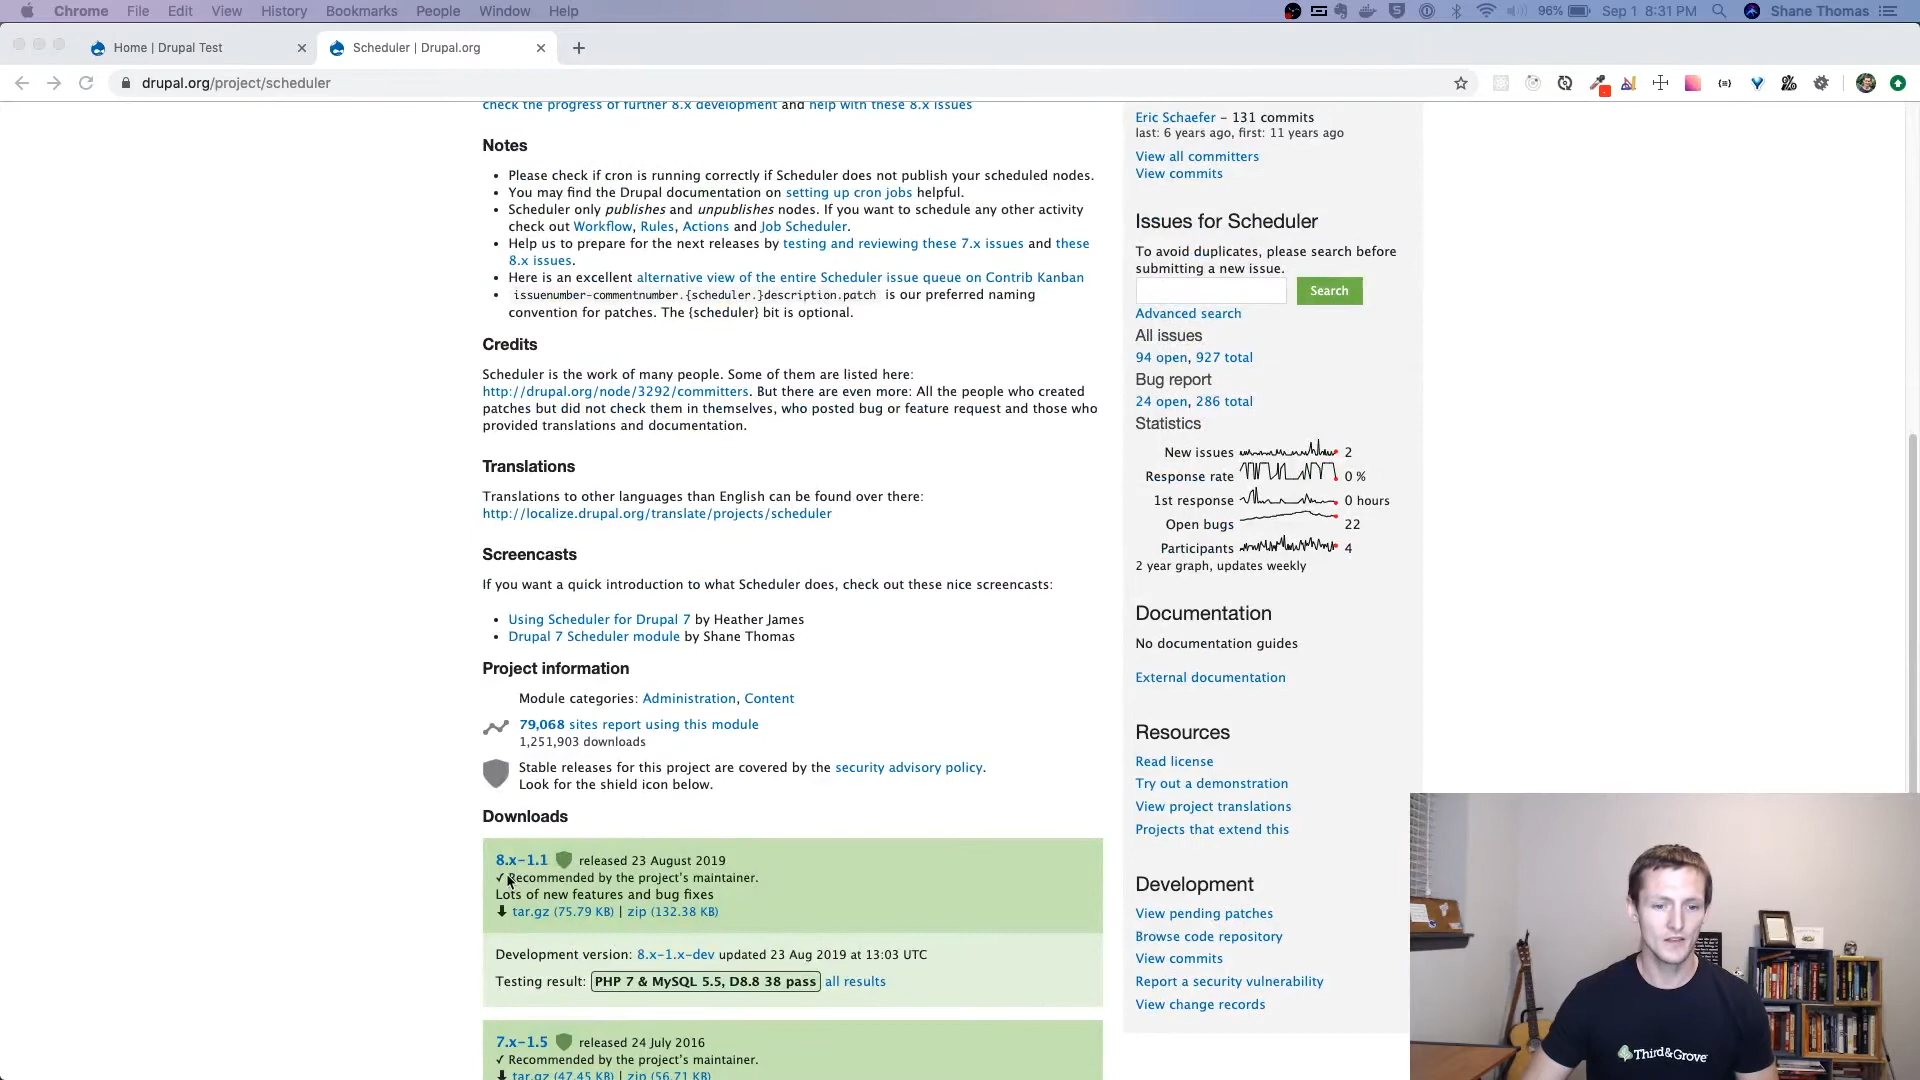 Chrome File Edit View History Bookmarks People Window Help 96% Sep 1 8:31 PM Shane Thomas
Home | Drupal Test
Scheduler | Drupal.org
drupal.org/project/scheduler
check the progress of further 8.x development and help with these 8.x issues
Notes
• Please check if cron is running correctly if Scheduler does not publish your scheduled nodes.
• You may find the Drupal documentation on setting up cron jobs helpful.
• Scheduler only publishes and unpublishes nodes. If you want to schedule any other activity
check out Workflow, Rules, Actions and Job Scheduler.
• Help us to prepare for the next releases by testing and reviewing these 7.x issues and these
8.x issues.
• Here is an excellent alternative view of the entire Scheduler issue queue on Contrib Kanban
• issuenumber-commentnumber.{scheduler.}description.patch is our preferred naming
convention for patches. The {scheduler} bit is optional.
Credits
Scheduler is the work of many people. Some of them are listed here:
http://drupal.org/node/3292/committers. But there are even more: All the people who created
patches but did not check them in themselves, who posted bug or feature request and those who
provided translations and documentation.
Translations
Translations to other languages than English can be found over there:
http://localize.drupal.org/translate/projects/scheduler
Screencasts
If you want a quick introduction to what Scheduler does, check out these nice screencasts:
• Using Scheduler for Drupal 7 by Heather James
• Drupal 7 Scheduler module by Shane Thomas
Project information
Module categories: Administration, Content
79,068 sites report using this module
1,251,903 downloads
Stable releases for this project are covered by the security advisory policy.
Look for the shield icon below.
Downloads
8.x-1.1 released 23 August 2019
✓ Recommended by the project's maintainer.
Lots of new features and bug fixes
tar.gz (75.79 KB) | zip (132.38 KB)
Development version: 8.x-1.x-dev updated 23 Aug 2019 at 13:03 UTC
Testing result: PHP 7 & MySQL 5.5, D8.8 38 pass all results
7.x-1.5 released 24 July 2016
✓ Recommended by the project's maintainer.
tar.gz (47.45 KB) | zip (56.71 KB)
Eric Schaefer – 131 commits
last: 6 years ago, first: 11 years ago
View all committers
View commits
Issues for Scheduler
To avoid duplicates, please search before
submitting a new issue.
Search
Advanced search
All issues
94 open, 927 total
Bug report
24 open, 286 total
Statistics
New issues 2
Response rate 0 %
1st response 0 hours
Open bugs 22
Participants 4
2 year graph, updates weekly
Documentation
No documentation guides
External documentation
Resources
Read license
Try out a demonstration
View project translations
Projects that extend this
Development
View pending patches
Browse code repository
View commits
Report a security vulnerability
View change records
Third&Grove